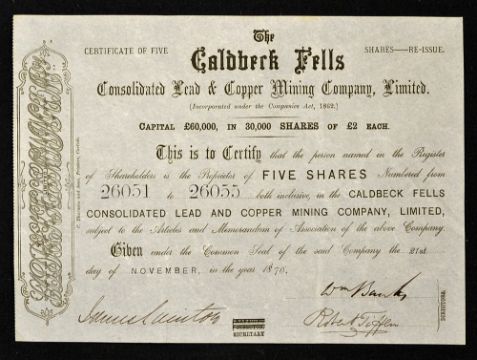 The
CERTIFICATE OF FIVE Caldbeck Fells SHARES—RE-ISSUE.
Consolidated Lead & Copper Mining Company, Limited.
(Incorporated under the Companies Act, 1862.)
CAPITAL £60,000, IN 30,000 SHARES OF £2 EACH.
This is to Certify that the person named in the Register
of Shareholders is the Proprietor of FIVE SHARES Numbered from
26051 to 26055 both inclusive, in the CALDBECK FELLS
CONSOLIDATED LEAD AND COPPER MINING COMPANY, LIMITED,
subject to the Articles and Memorandum of Association of the above Company.
Given under the Common Seal of the said Company the 21st
day of NOVEMBER, in the year 1870.
Wm Banks
SECRETARY
DIRECTORS